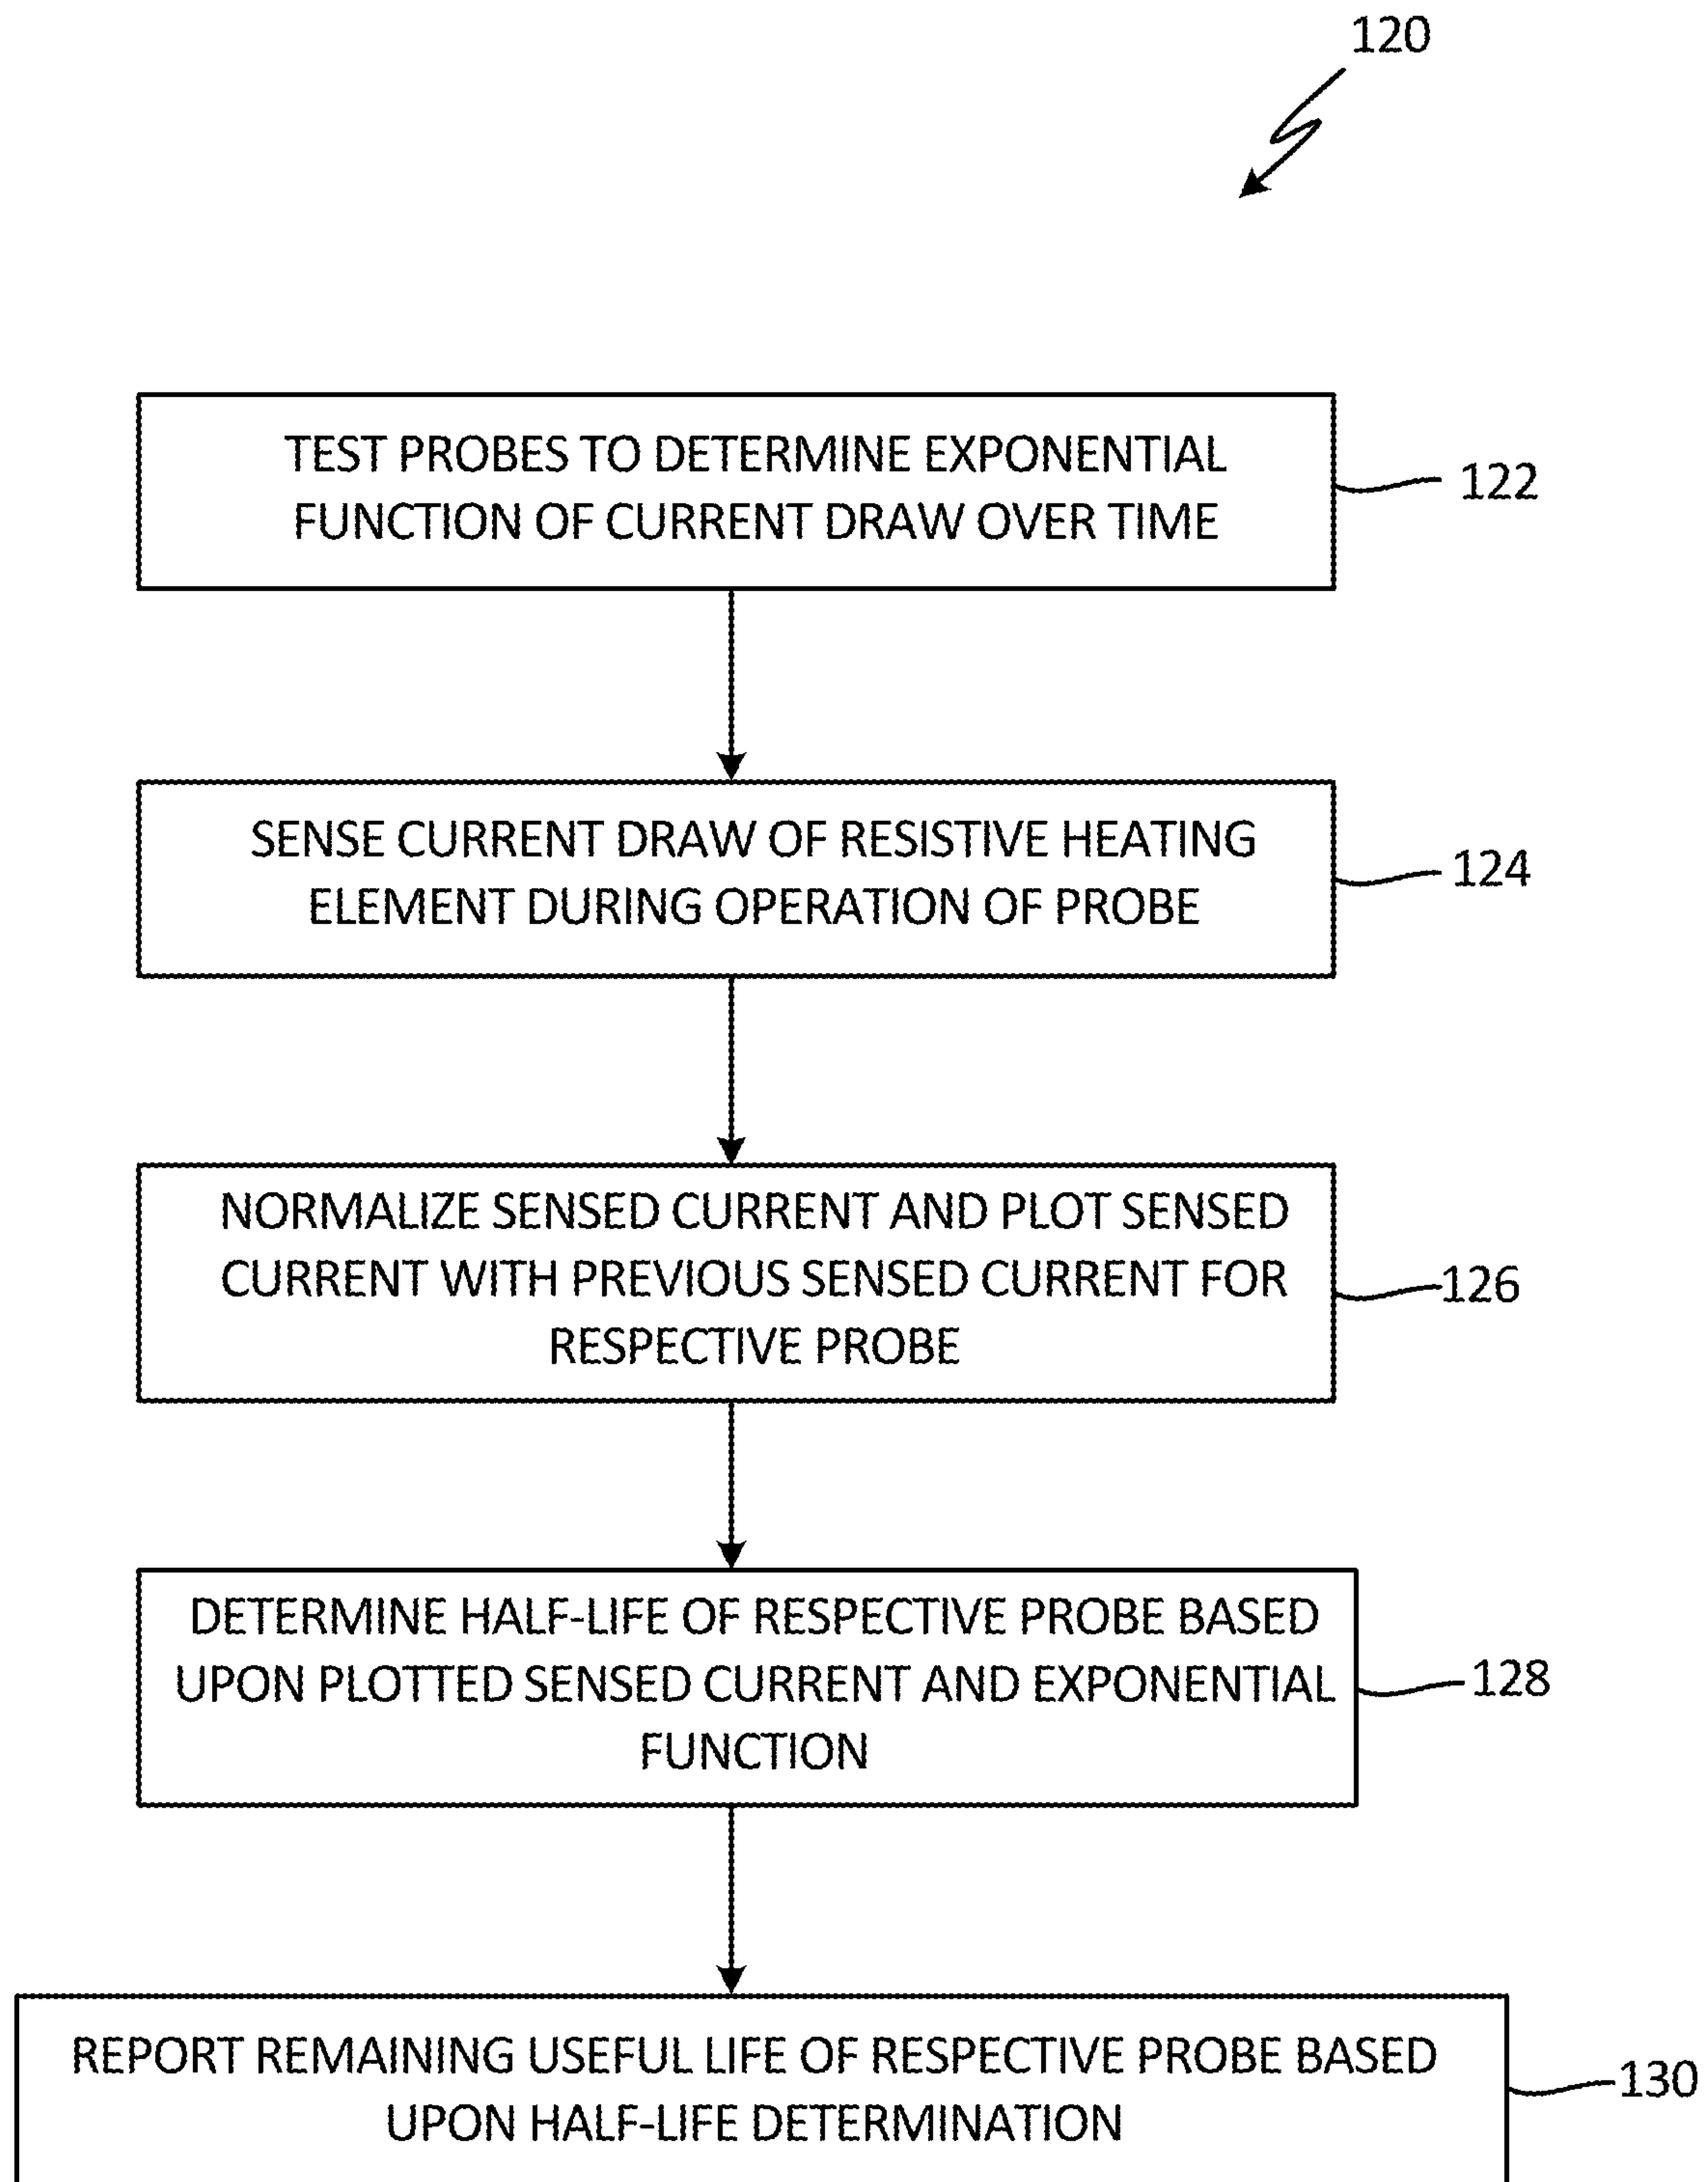 120
TEST PROBES TO DETERMINE EXPONENTIAL
FUNCTION OF CURRENT DRAW OVER TIME
122
SENSE CURRENT DRAW OF RESISTIVE HEATING
ELEMENT DURING OPERATION OF PROBE
124
NORMALIZE SENSED CURRENT AND PLOT SENSED
CURRENT WITH PREVIOUS SENSED CURRENT FOR
RESPECTIVE PROBE
126
DETERMINE HALF-LIFE OF RESPECTIVE PROBE BASED
UPON PLOTTED SENSED CURRENT AND EXPONENTIAL
FUNCTION
128
REPORT REMAINING USEFUL LIFE OF RESPECTIVE PROBE BASED
UPON HALF-LIFE DETERMINATION
130